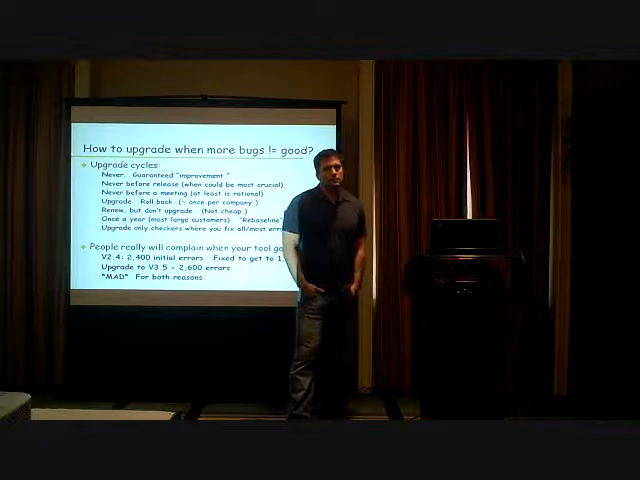 How to upgrade when more bugs != good?
Upgrade cycles:
Never. Guaranteed "improvement"
Never before release (when could be most crucial)
Never before a meeting (at least is rational)
Upgrade. Roll back. (~ once per company.)
Renew, but don't upgrade. (Not cheap.)
Once a year (most large customers). "Rebaseline"
Upgrade only checkers where you fix all/most
People really will complain when your tool
V2.4: 2,400 initial errors. Fixed to get to
Upgrade to V3.5 = 2,600 errors
*MAD* For both reasons.